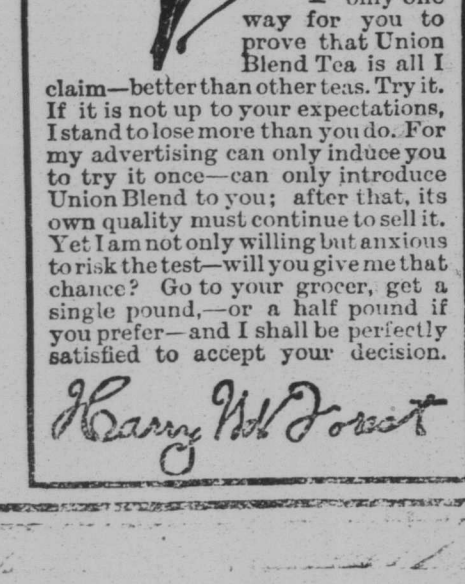 only one
way for you to
prove that Union
Blend Tea is all I
claim—better than other teas. Try it.
If it is not up to your expectations,
I stand to lose more than you do. For
my advertising can only induce you
to try it once—can only introduce
Union Blend to you; after that, its
own quality must continue to sell it.
Yet I am not only willing but anxious
to risk the test—will you give me that
chance? Go to your grocer, get a
single pound,—or a half pound if
you prefer—and I shall be perfectly
satisfied to accept your decision.
Harry W. de Forest